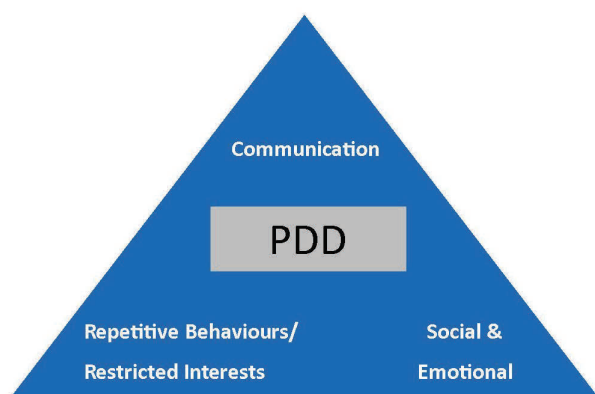 Communication
PDD
Repetitive Behaviours/ Social &
Restricted Interests Emotional